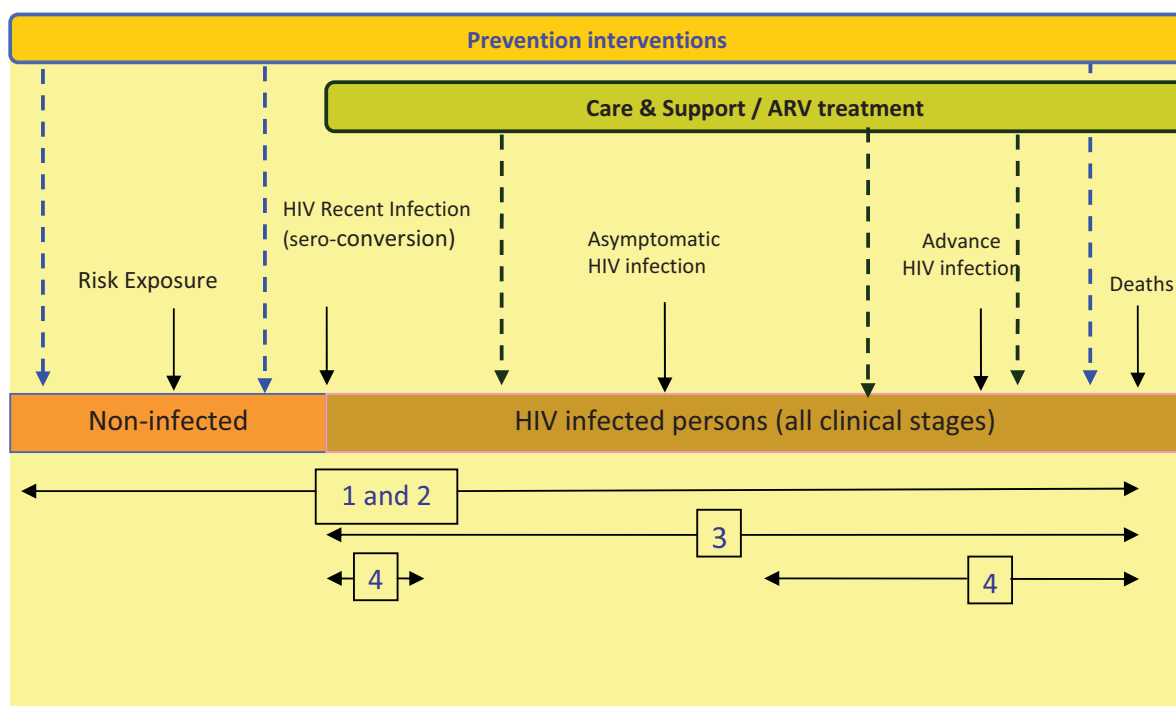 Prevention interventions
Care & Support / ARV treatment
HIV Recent Infection
(sero-conversion)
Asymptomatic
HIV infection
Advance
HIV infection
Risk Exposure
Deaths
Non-infected
HIV infected persons (all clinical stages)
1 and 2
3
4
4